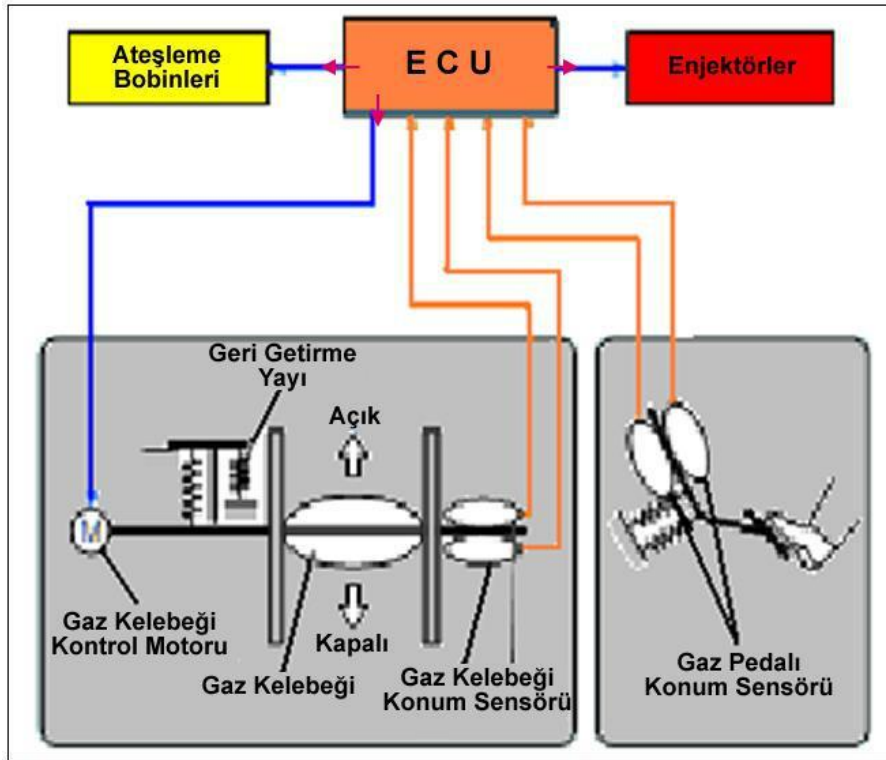 Ateşleme
Bobinleri
E C U
Enjektörler
Geri Getirme
Yayı
Açık
M
Gaz Kelebeği
Kontrol Motoru
Gaz Kelebeği
Kapalı
Gaz Kelebeği
Konum Sensörü
Gaz Pedalı
Konum Sensörü